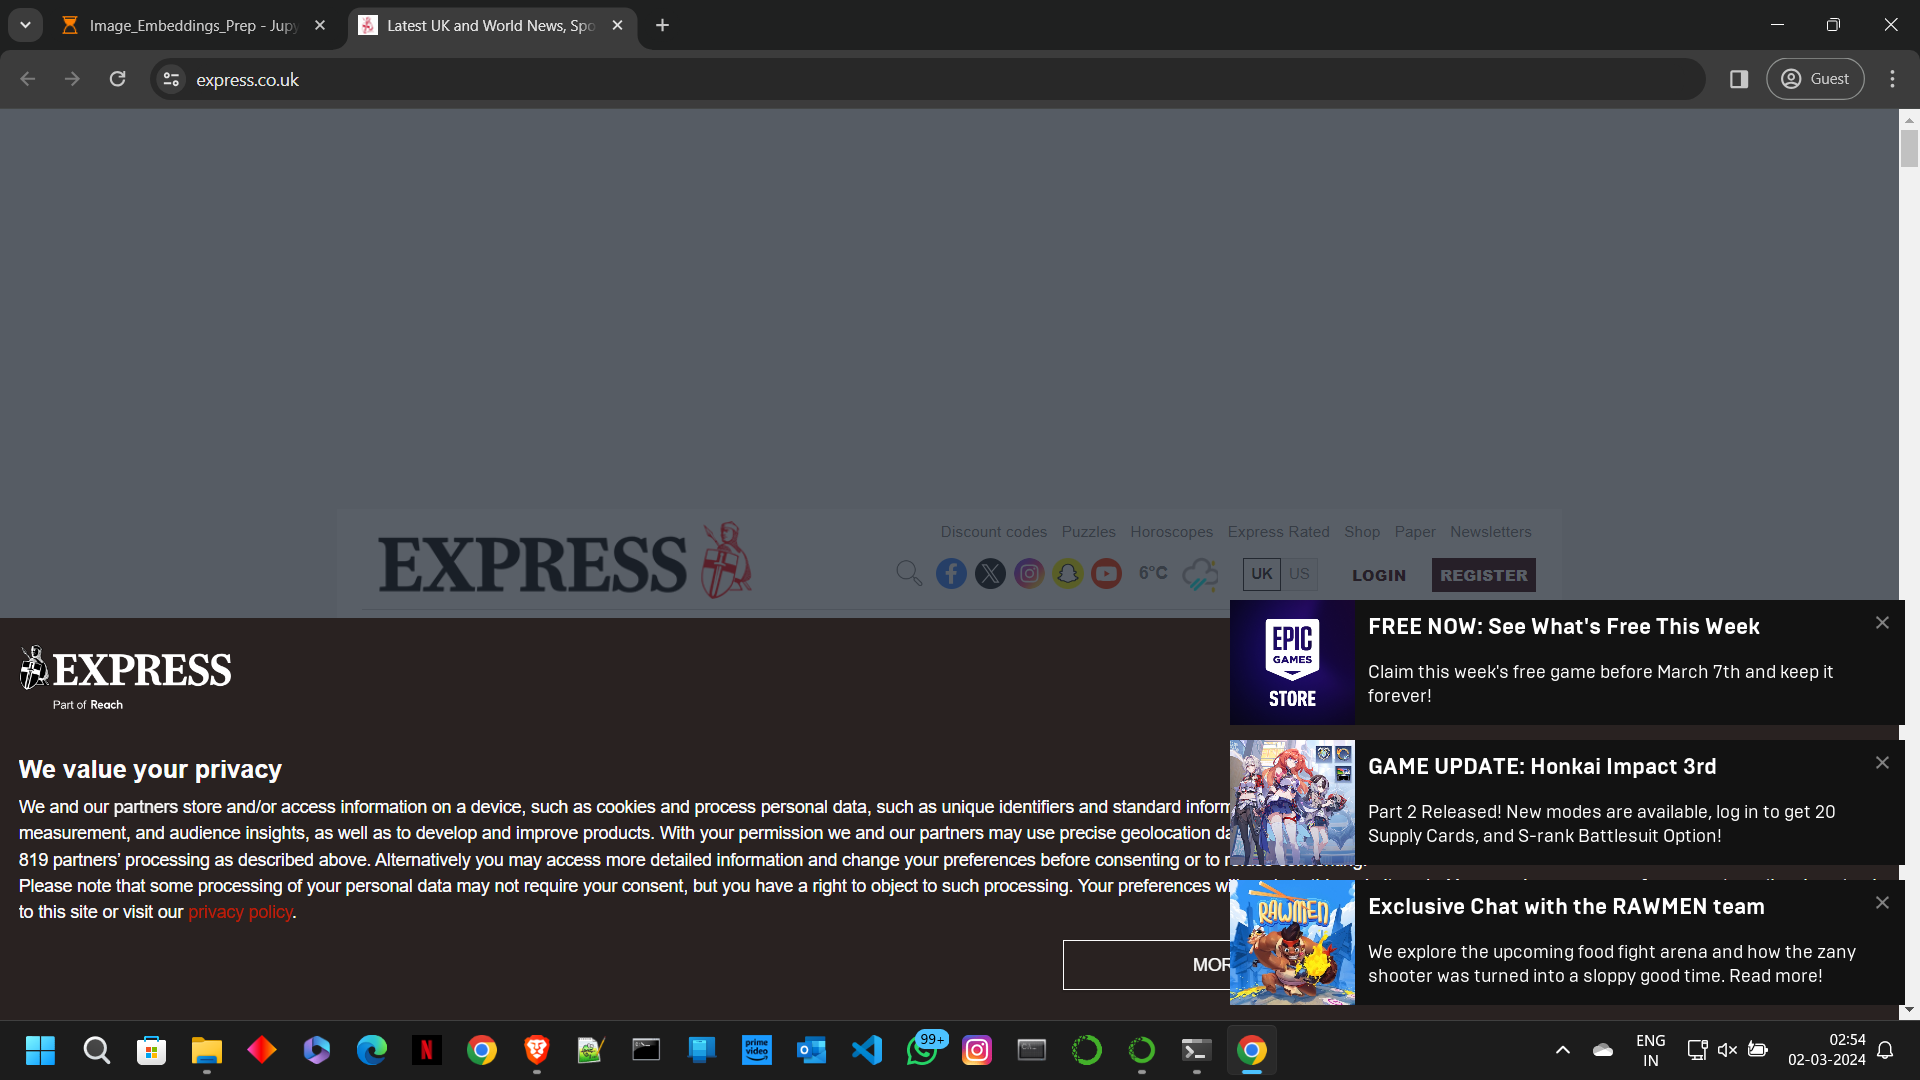 Image_Embeddings_Prep - Jupy
Latest UK and World News, Spo
express.co.uk
Guest
Discount codes Puzzles Horoscopes Express Rated Shop Paper Newsletters
EXPRESS
6°C
UK US
LOGIN
REGISTER
EXPRESS
Part of Reach
We value your privacy
We and our partners store and/or access information on a device, such as cookies and process personal data, such as unique identifiers and standard inform
measurement, and audience insights, as well as to develop and improve products. With your permission we and our partners may use precise geolocation da
819 partners' processing as described above. Alternatively you may access more detailed information and change your preferences before consenting or to
Please note that some processing of your personal data may not require your consent, but you have a right to object to such processing. Your preferences
to this site or visit our privacy policy.
MOR
EPIC
GAMES
STORE
FREE NOW: See What's Free This Week
Claim this week's free game before March 7th and keep it
forever!
GAME UPDATE: Honkai Impact 3rd
Part 2 Released! New modes are available, log in to get 20
Supply Cards, and S-rank Battlesuit Option!
RAWMEN
Exclusive Chat with the RAWMEN team
We explore the upcoming food fight arena and how the zany
shooter was turned into a sloppy good time. Read more!
prime
video
99+
ENG
IN
02:54
02-03-2024